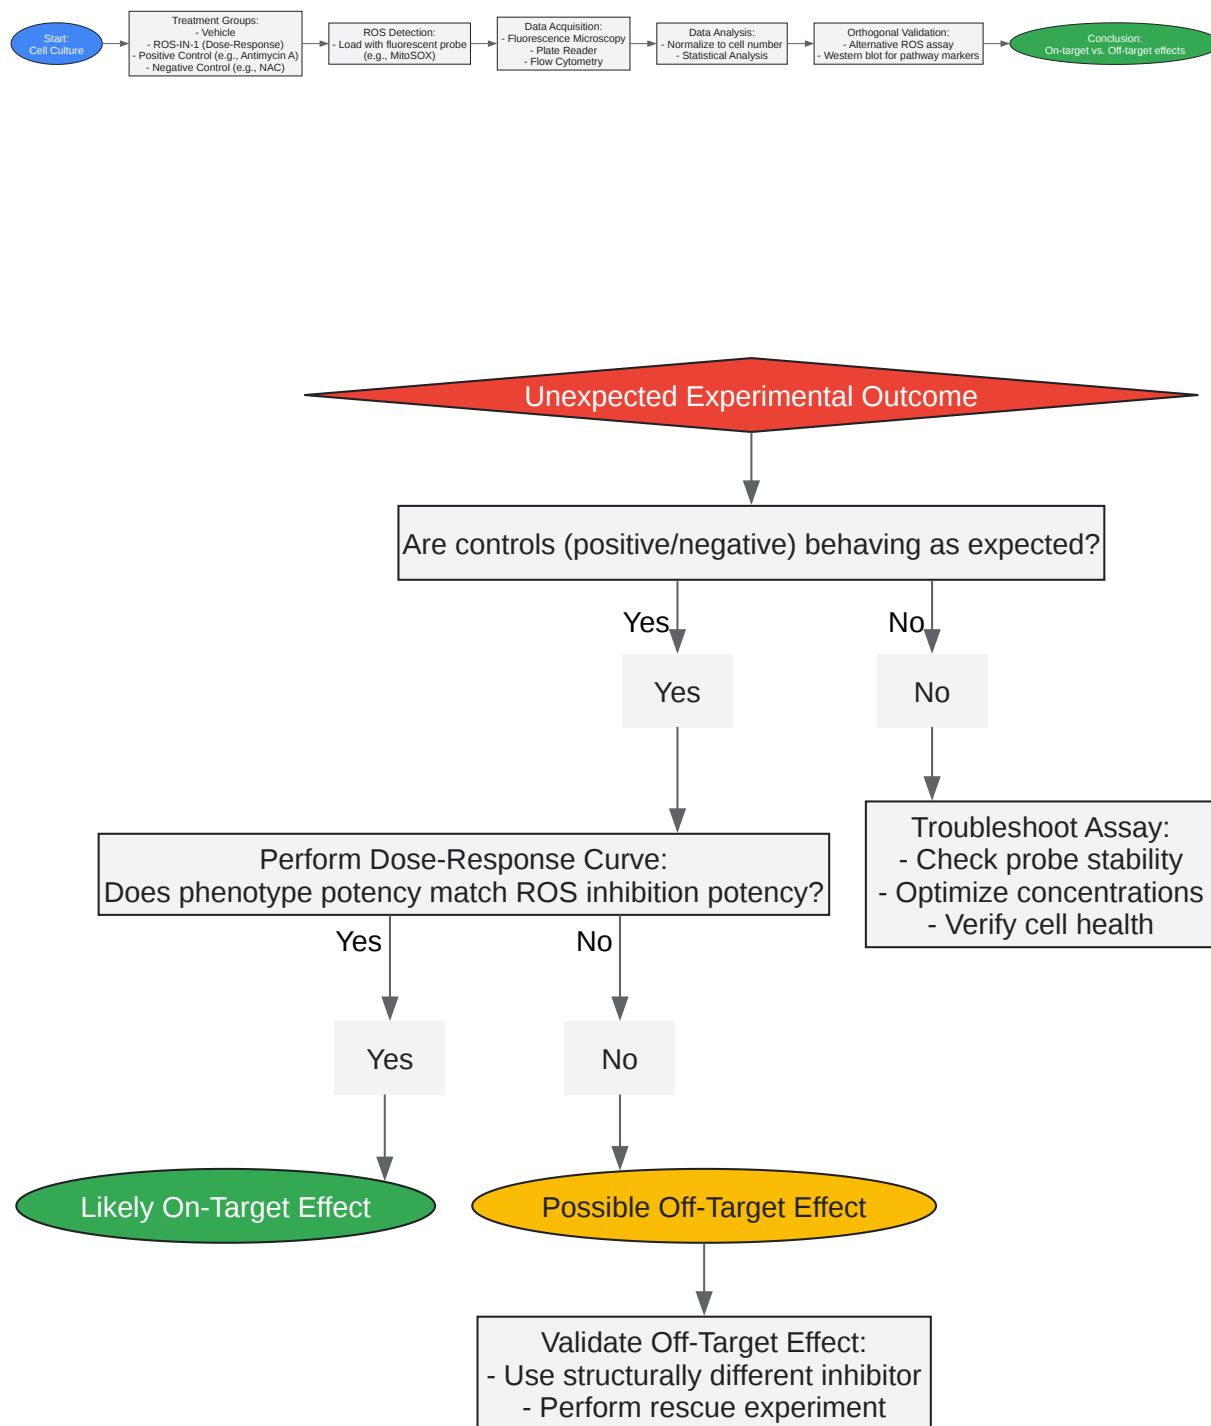 Start:
Cell Culture
Treatment Groups:
- Vehicle
- ROS-IN-1 (Dose-Response)
- Positive Control (e.g., Antimycin A)
- Negative Control (e.g., NAC)
ROS Detection:
- Load with fluorescent probe
(e.g., MitoSOX)
Data Acquisition:
- Fluorescence Microscopy
- Plate Reader
- Flow Cytometry
Data Analysis:
- Normalize to cell number
- Statistical Analysis
Orthogonal Validation:
- Alternative ROS assay
- Western blot for pathway markers
Conclusion:
On-target vs. Off-target effects
Unexpected Experimental Outcome
Are controls (positive/negative) behaving as expected?
Yes
No
Yes
No
Troubleshoot Assay:
- Check probe stability
- Optimize concentrations
- Verify cell health
Perform Dose-Response Curve:
Does phenotype potency match ROS inhibition potency?
Yes
No
Yes
No
Likely On-Target Effect
Possible Off-Target Effect
Validate Off-Target Effect:
- Use structurally different inhibitor
- Perform rescue experiment